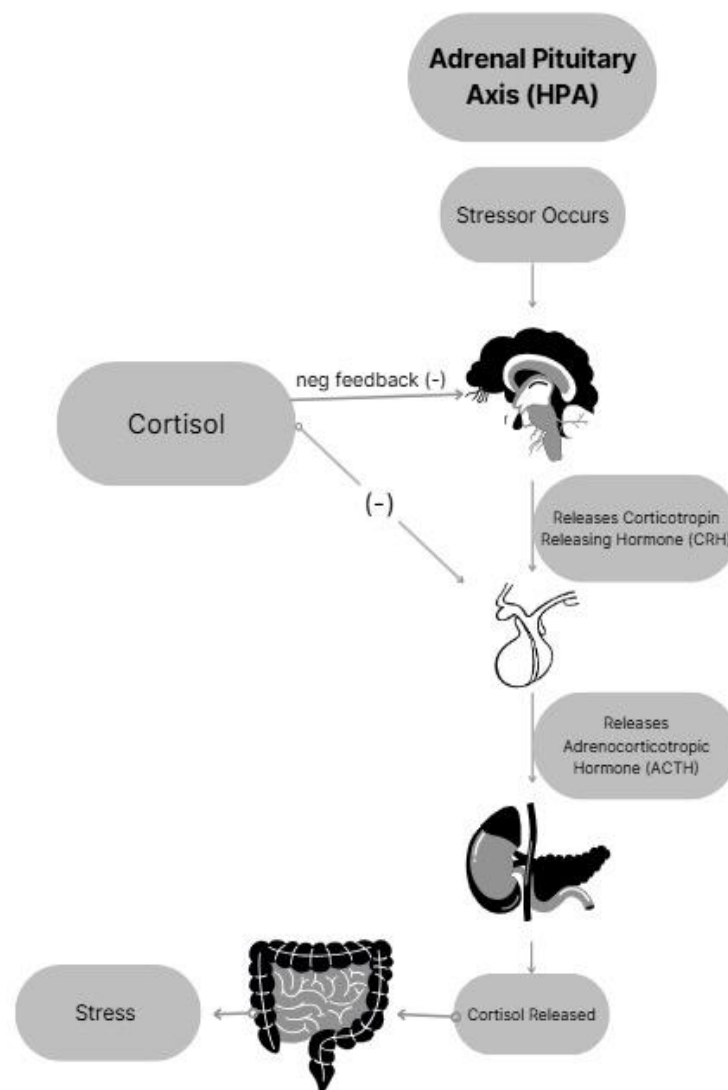 Adrenal Pituitary
Axis (HPA)
Stressor Occurs
neg feedback (-)
Cortisol
(-)
Releases Corticotropin
Releasing Hormone (CRH)
Releases
Adrenocorticotropic
Hormone (ACTH)
Stress
Cortisol Released